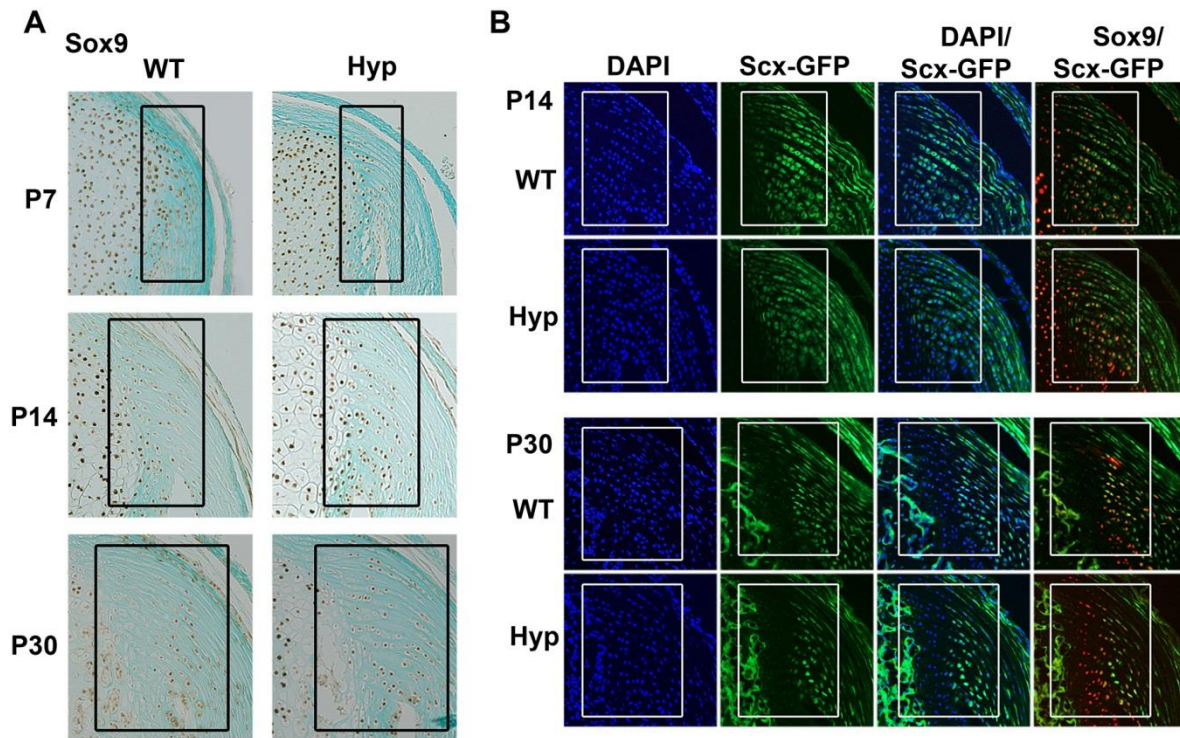 A
Sox9
WT
Hyp
P7
P14
P30
B
DAPI
Scx-GFP
DAPI/
Scx-GFP
Sox9/
Scx-GFP
P14
WT
Hyp
P30
WT
Hyp